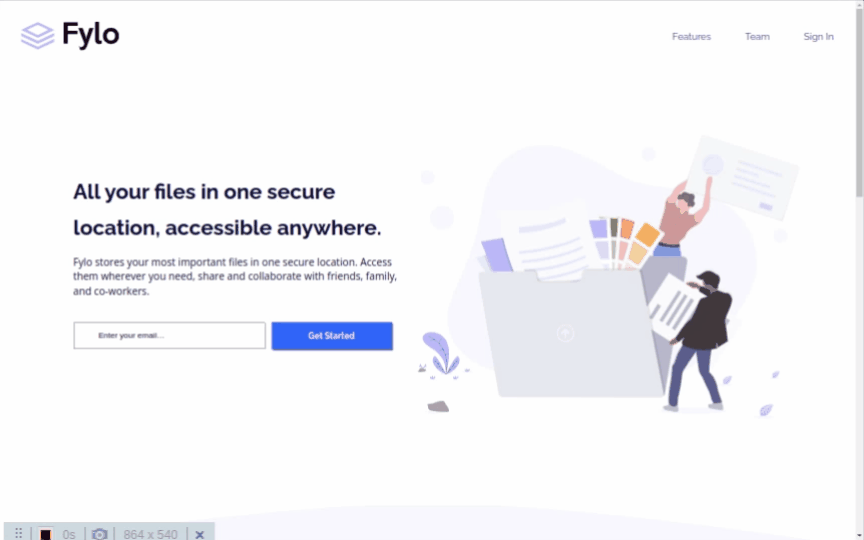 Fylo
Features Team Sign In
All your files in one secure
location, accessible anywhere.
Fylo stores your most important files in one secure location. Access
them wherever you need, share and collaborate with friends, family,
and co-workers.
Enter your email...
Get Started
0s 864 x 540